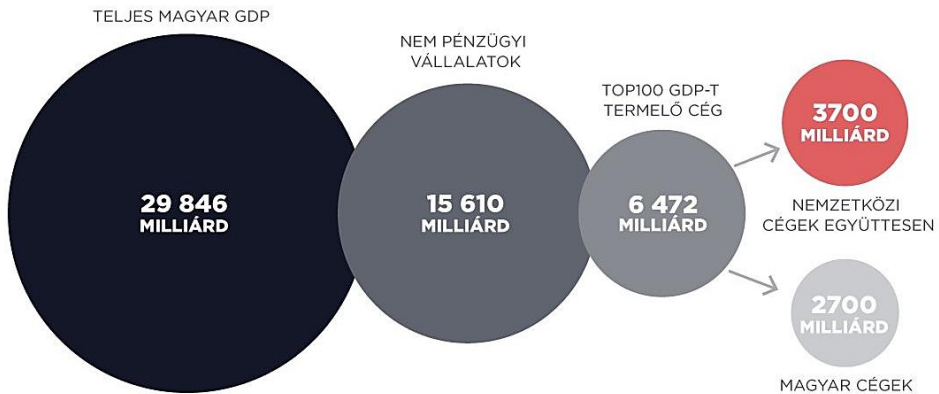 TELJES MAGYAR GDP
29 846
MILLIÁRD
NEM PÉNZÜGYI
VÁLLALATOK
15 610
MILLIÁRD
TOP100 GDP-T
TERMELŐ CÉG
6 472
MILLIÁRD
3700
MILLIÁRD
NEMZETKÖZI
CÉGEK EGYÜTTESEN
2700
MILLIÁRD
MAGYAR CÉGEK